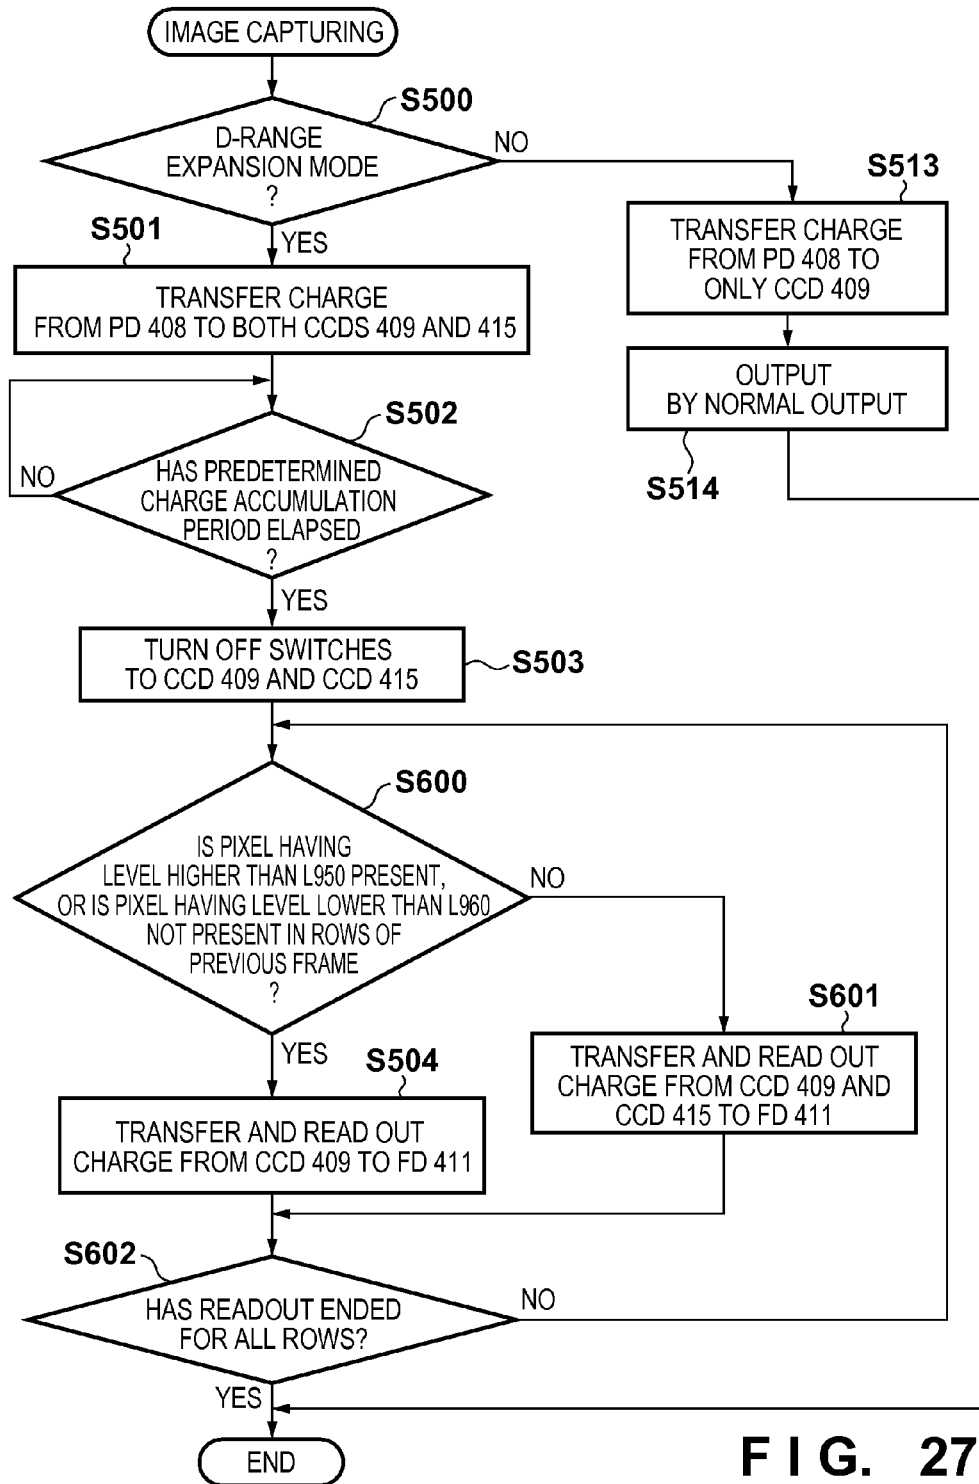 IMAGE CAPTURING
S500
D-RANGE
EXPANSION MODE
?
NO
YES
S513
TRANSFER CHARGE
FROM PD 408 TO
ONLY CCD 409
S501
TRANSFER CHARGE
FROM PD 408 TO BOTH CCDS 409 AND 415
OUTPUT
BY NORMAL OUTPUT
S514
S502
NO
HAS PREDETERMINED
CHARGE ACCUMULATION
PERIOD ELAPSED
?
YES
TURN OFF SWITCHES
TO CCD 409 AND CCD 415
S503
S600
IS PIXEL HAVING
LEVEL HIGHER THAN L950 PRESENT,
OR IS PIXEL HAVING LEVEL LOWER THAN L960
NOT PRESENT IN ROWS OF
PREVIOUS FRAME
?
NO
YES
S601
TRANSFER AND READ OUT
CHARGE FROM CCD 409 AND
CCD 415 TO FD 411
S504
TRANSFER AND READ OUT
CHARGE FROM CCD 409 TO FD 411
S602
HAS READOUT ENDED
FOR ALL ROWS?
NO
YES
END
FIG. 27